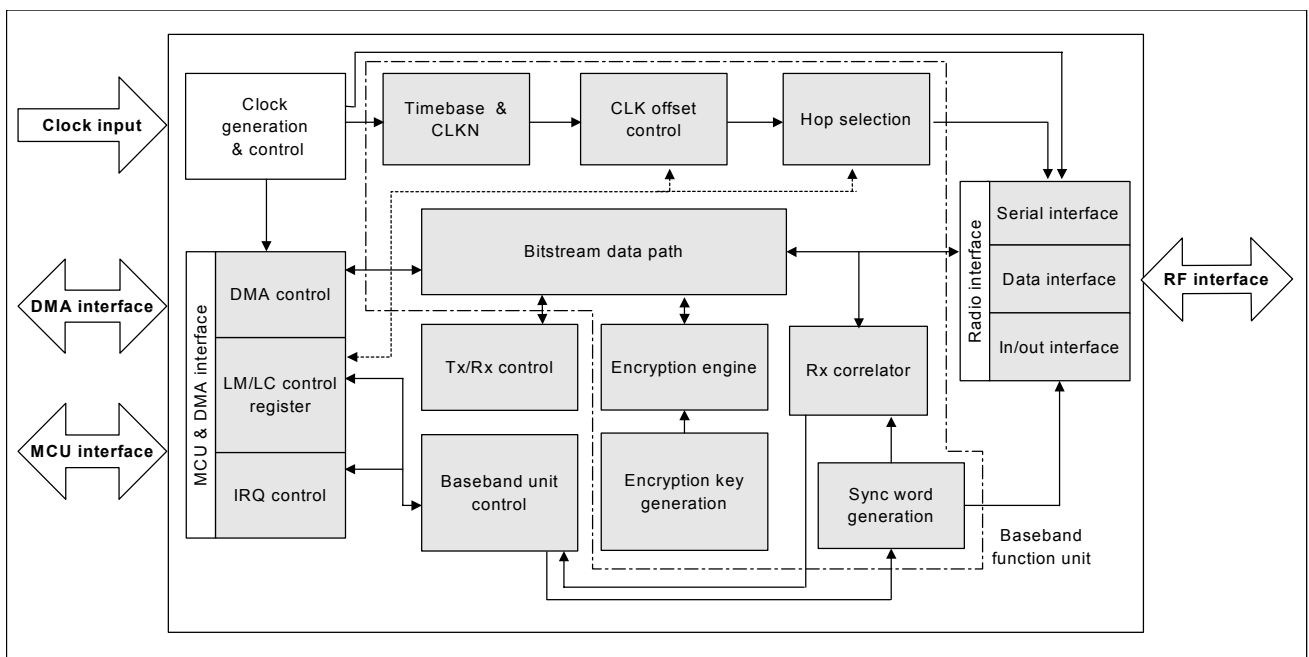 Clock input
Clock
generation
& control
Timebase &
CLKN
CLK offset
control
Hop selection
DMA interface
MCU interface
MCU & DMA interface
DMA control
LM/LC control
register
IRQ control
Bitstream data path
Tx/Rx control
Encryption engine
Rx correlator
Baseband unit
control
Encryption key
generation
Sync word
generation
Baseband
function unit
Radio interface
Serial interface
Data interface
In/out interface
RF interface